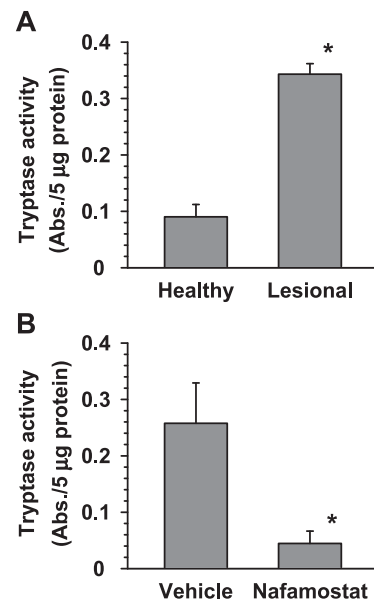 A
Tryptase activity
(Abs./5 µg protein)
0.4
0.3
0.2
0.1
0
*
Healthy Lesional
B
Tryptase activity
(Abs./5 µg protein)
0.4
0.3
0.2
0.1
0
*
Vehicle Nafamostat